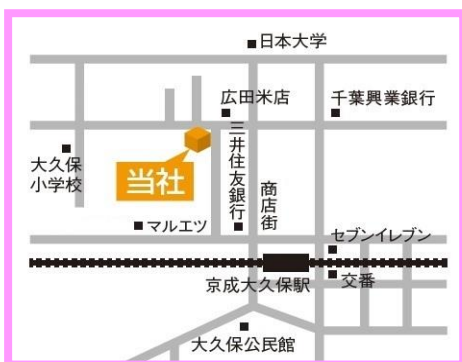 日本大学
広田米店
千葉興業銀行
大久保
小学校
当社
三井住友銀行
商店街
マルエツ
セブンイレブン
京成大久保駅
交番
大久保公民館